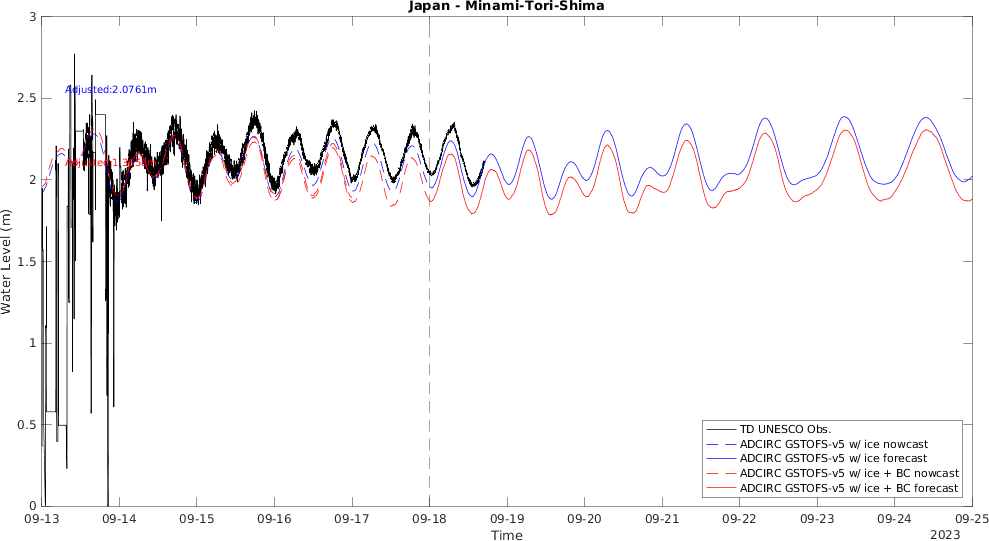 Japan - Minami-Tori-Shima
Water Level (m)
3
2.5
2
1.5
1
0.5
0
Adjusted:2.0761m
TD UNESCO Obs.
ADCIRC GSTOFS-v5 w/ ice nowcast
ADCIRC GSTOFS-v5 w/ ice forecast
ADCIRC GSTOFS-v5 w/ ice + BC nowcast
ADCIRC GSTOFS-v5 w/ ice + BC forecast
09-13 09-14 09-15 09-16 09-17 09-18 09-19 09-20 09-21 09-22 09-23 09-24 09-25
Time
2023